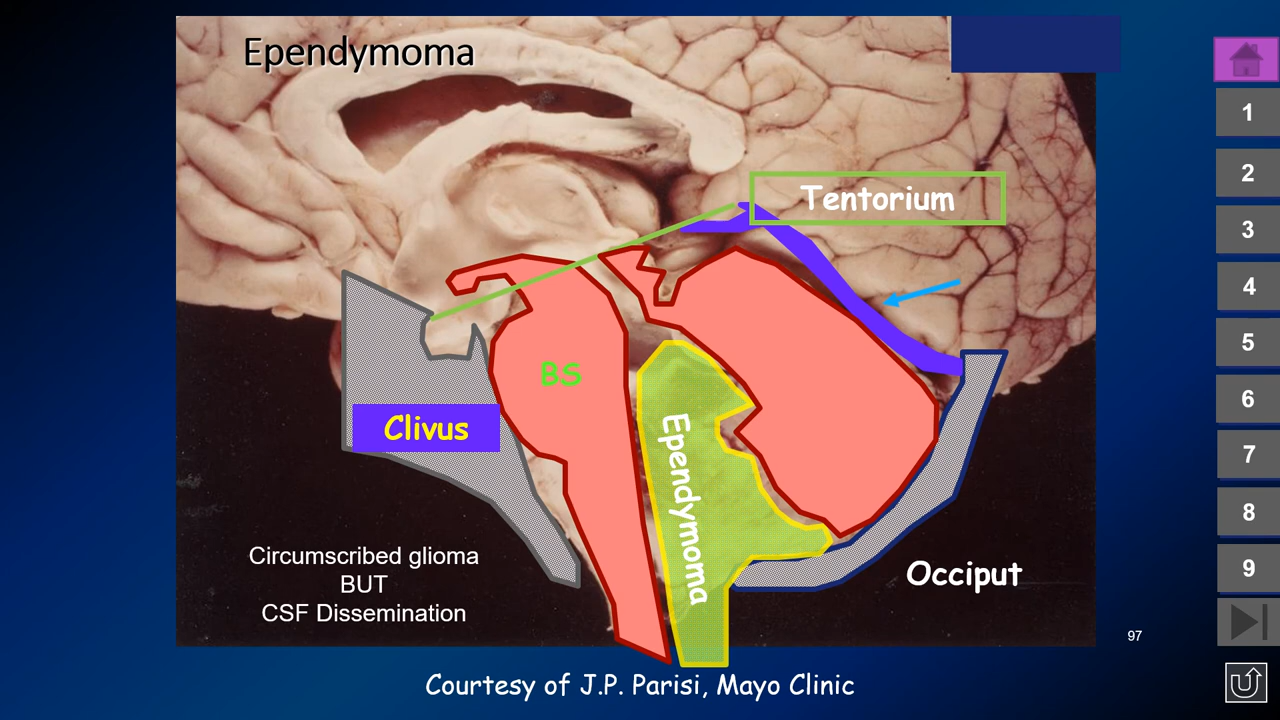 Ependymoma
Tentorium
BS
Clivus
Ependymoma
Circumscribed glioma
BUT
CSF Dissemination
Occiput
97
Courtesy of J.P. Parisi, Mayo Clinic
1
2
3
4
5
6
7
8
9